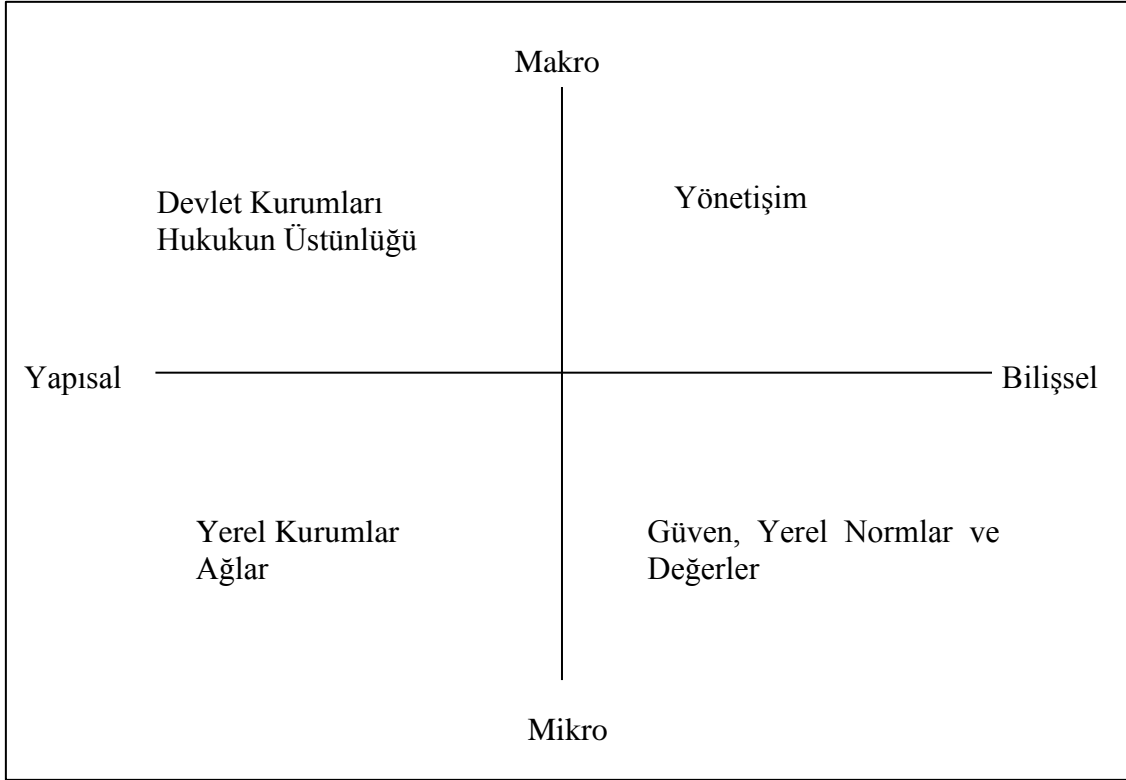 Makro
Devlet Kurumları
Hukukun Üstünlüğü
Yönetişim
Yapısal
Bilişsel
Yerel Kurumlar
Ağlar
Güven, Yerel Normlar ve
Değerler
Mikro